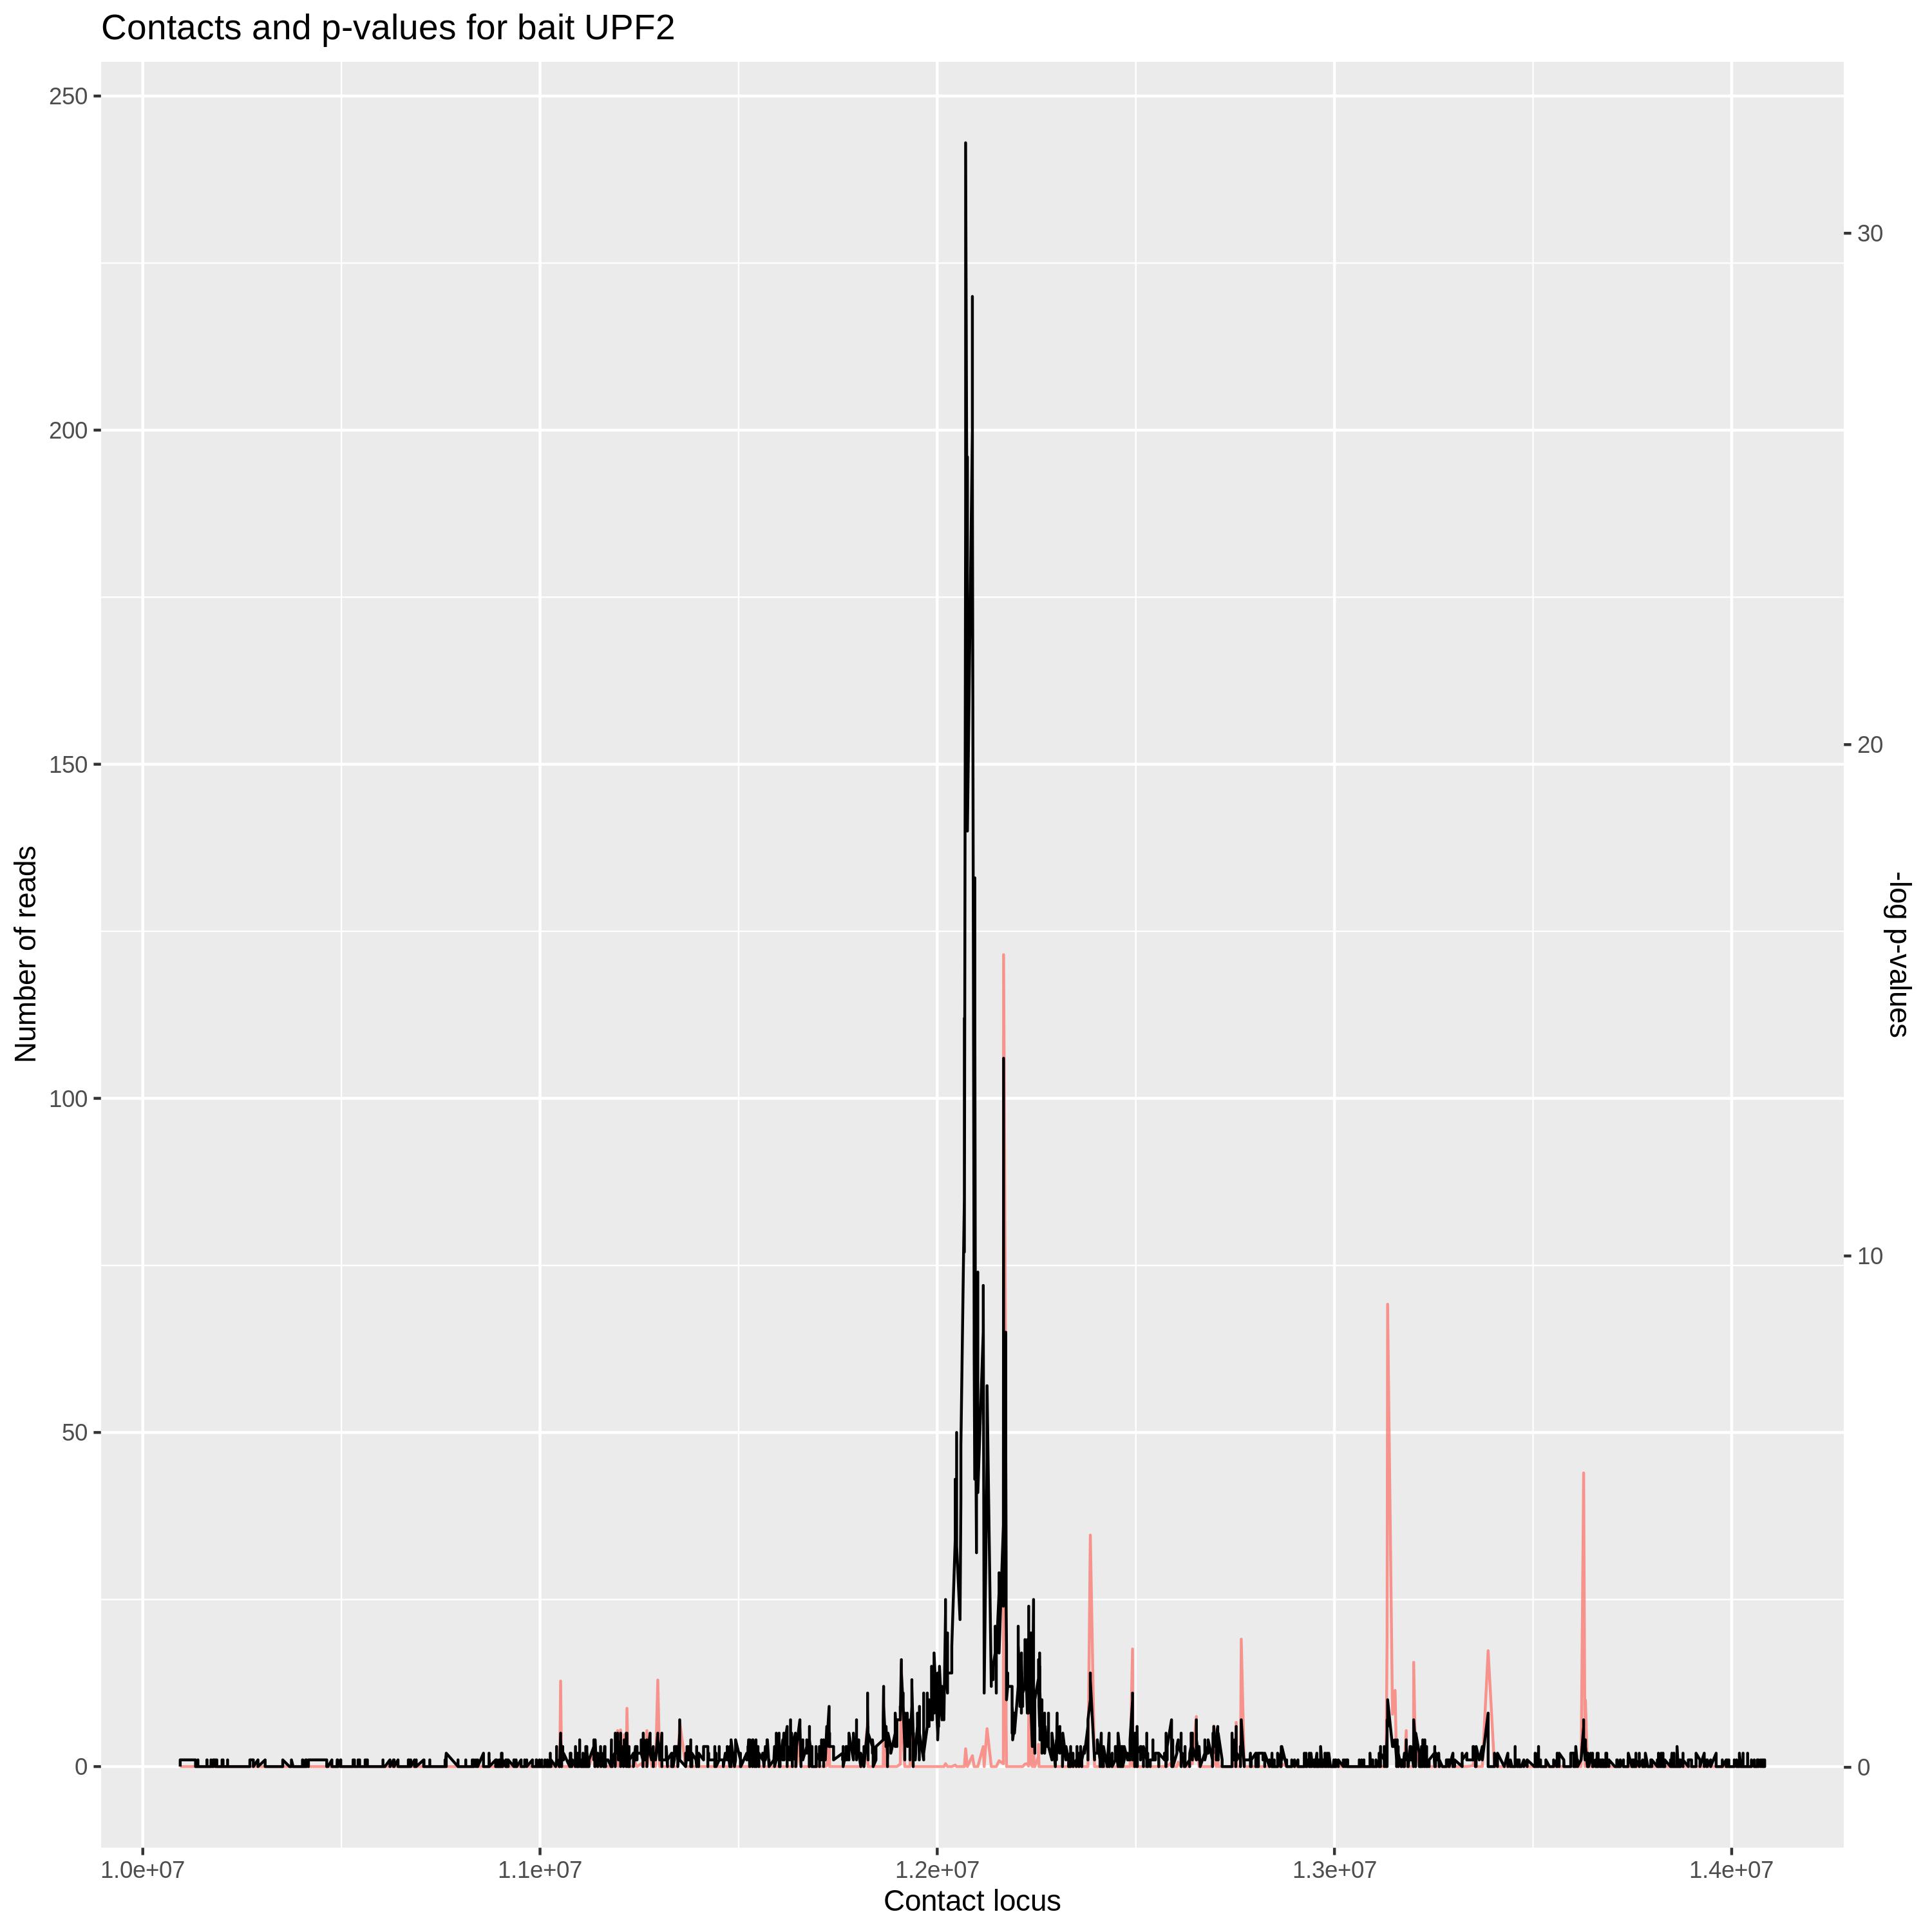 Contacts and p-values for bait UPF2
250
200
150
100
50
0
Number of reads
30
20
10
0
-log p-values
1.0e+07
1.1e+07
1.2e+07
1.3e+07
1.4e+07
Contact locus